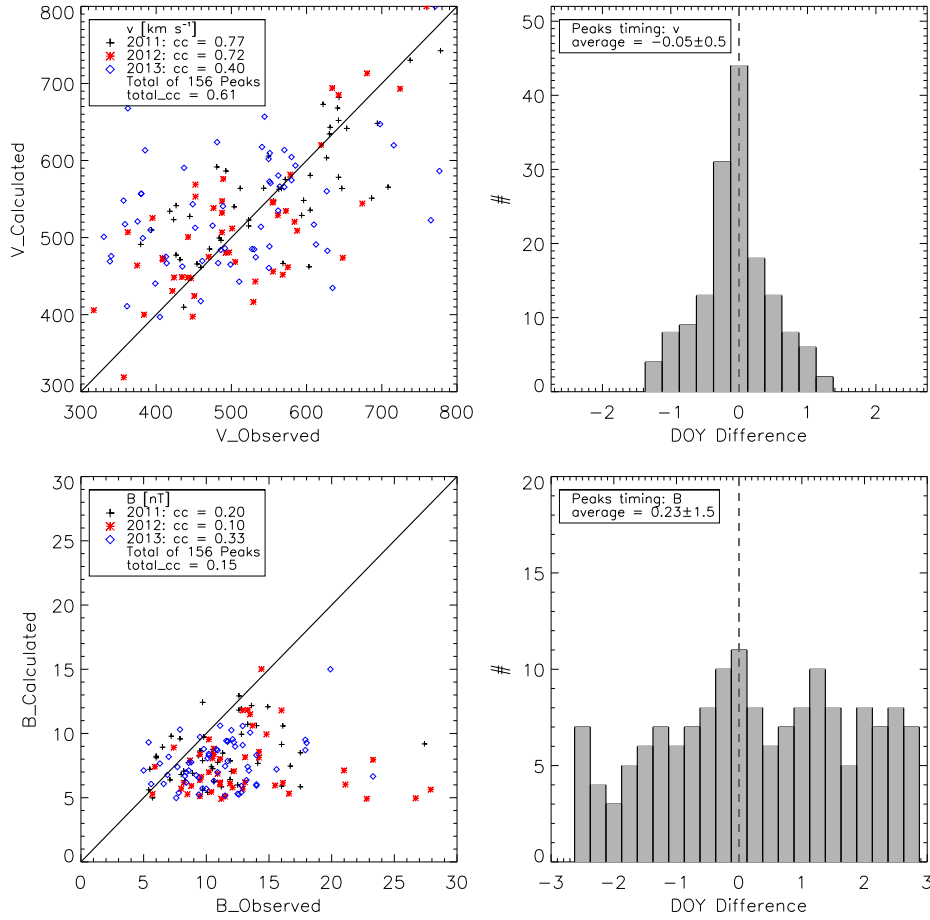 v [km s⁻¹]
2011: cc = 0.77
2012: cc = 0.72
2013: cc = 0.40
Total of 156 Peaks
total_cc = 0.61
800
700
600
500
400
300
V_Calculated
300 400 500 600 700 800
V_Observed
Peaks timing: v
average = −0.05±0.5
50
40
30
20
10
0
#
−2 −1 0 1 2
DOY Difference
B [nT]
2011: cc = 0.20
2012: cc = 0.10
2013: cc = 0.33
Total of 156 Peaks
total_cc = 0.15
30
25
20
15
10
5
0
B_Calculated
0 5 10 15 20 25 30
B_Observed
Peaks timing: B
average = 0.23±1.5
20
15
10
5
0
#
−3 −2 −1 0 1 2 3
DOY Difference